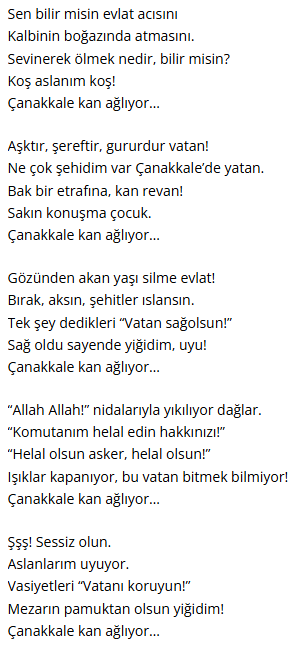 Sen bilir misin evlat acısını
Kalbinin boğazında atmasını.
Sevinerek ölmek nedir, bilir misin?
Koş aslanım koş!
Çanakkale kan ağlıyor…

Aşktır, şereftir, gururdur vatan!
Ne çok şehidim var Çanakkale’de yatan.
Bak bir etrafına, kan revan!
Sakın konuşma çocuk.
Çanakkale kan ağlıyor…

Gözünden akan yaşı silme evlat!
Bırak, aksın, şehitler ıslansın.
Tek şey dedikleri “Vatan sağolsun!”
Sağ oldu sayende yiğidim, uyu!
Çanakkale kan ağlıyor…

“Allah Allah!” nidalarıyla yıkılıyor dağlar.
“Komutanım helal edin hakkınızı!”
“Helal olsun asker, helal olsun!”
Işıklar kapanıyor, bu vatan bitmek bilmiyor!
Çanakkale kan ağlıyor…

Şşş! Sessiz olun.
Aslanlarım uyuyor.
Vasiyetleri “Vatanı koruyun!”
Mezarın pamuktan olsun yiğidim!
Çanakkale kan ağlıyor…